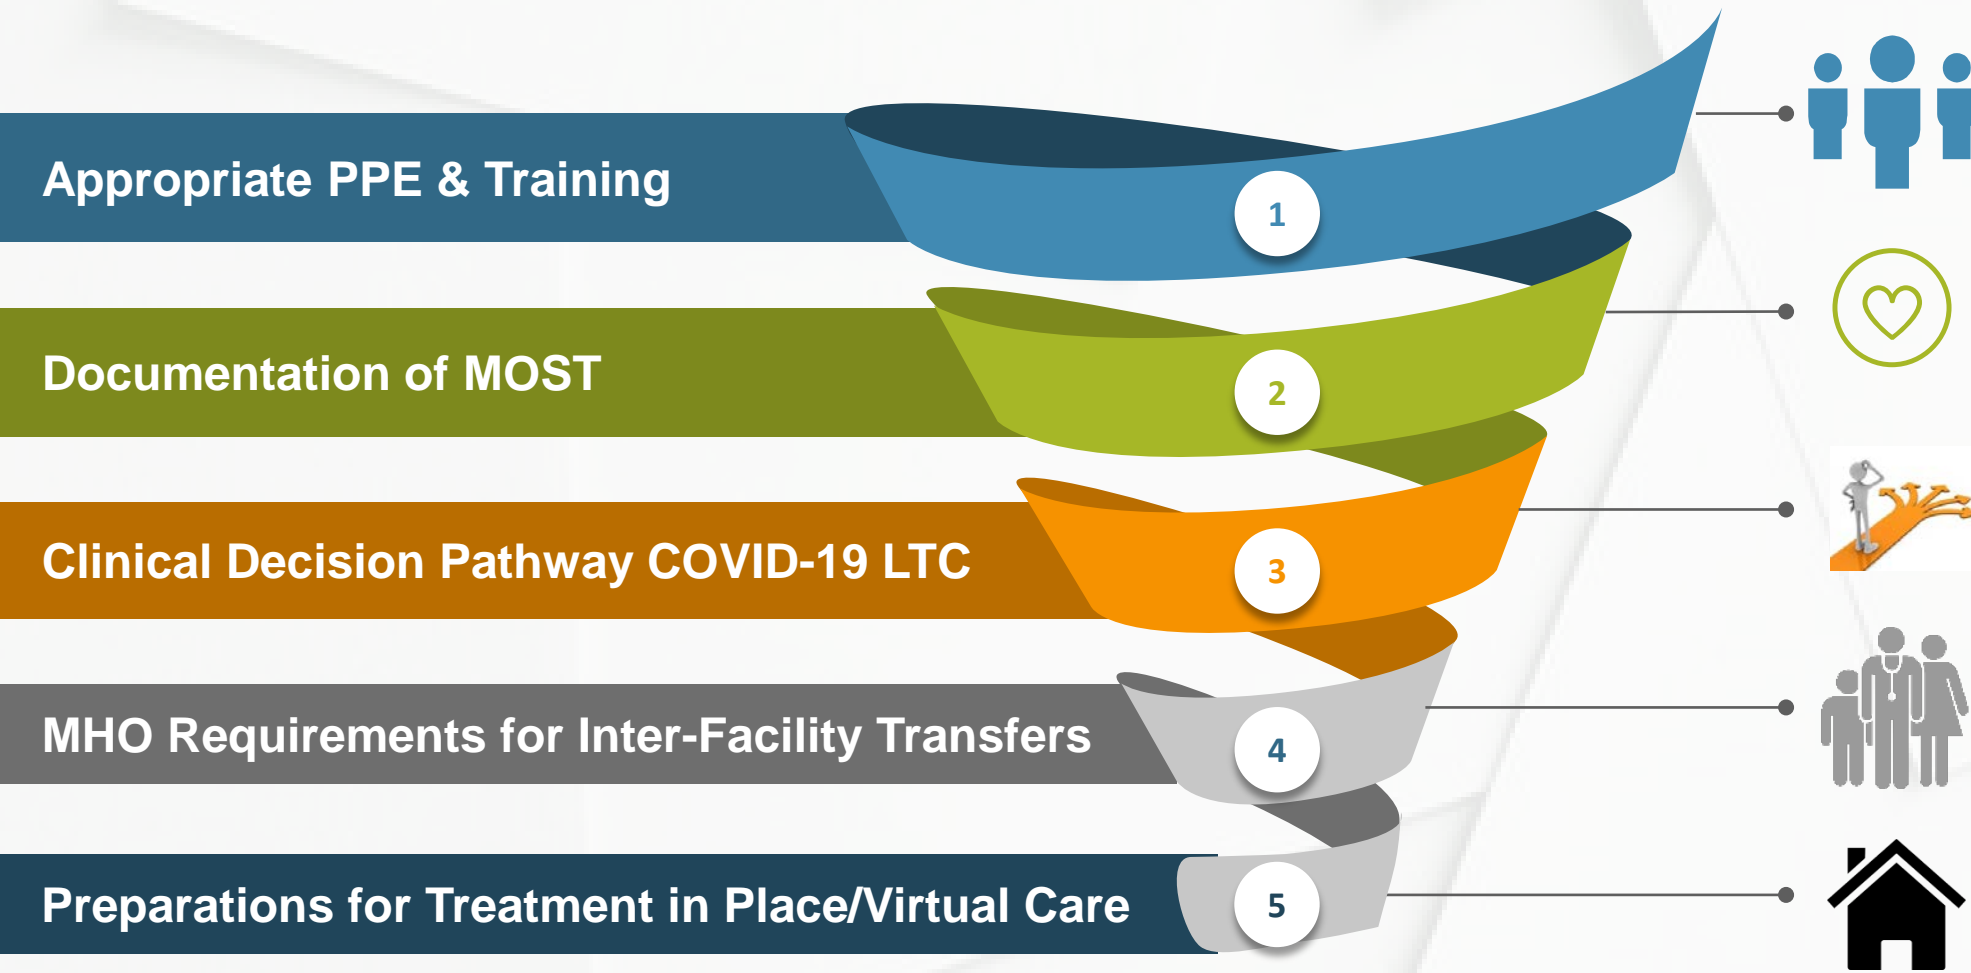 Appropriate PPE & Training
1
Documentation of MOST
2
Clinical Decision Pathway COVID-19 LTC
3
MHO Requirements for Inter-Facility Transfers
4
Preparations for Treatment in Place/Virtual Care
5